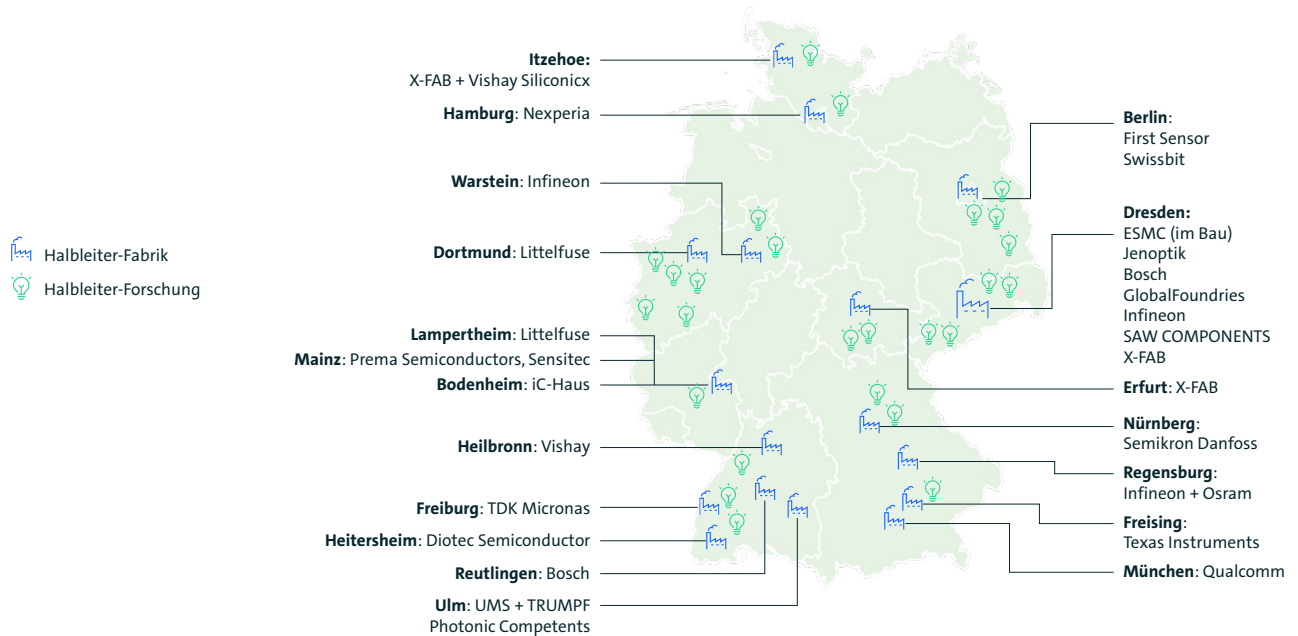 Halbleiter-Fabrik
Halbleiter-Forschung
Itzehoe:
X-FAB + Vishay Siliconicx
Hamburg: Nexperia
Warstein: Infineon
Dortmund: Littelfuse
Lampertheim: Littelfuse
Mainz: Prema Semiconductors, Sensitec
Bodenheim: iC-Haus
Heilbronn: Vishay
Freiburg: TDK Micronas
Heitersheim: Diotec Semiconductor
Reutlingen: Bosch
Ulm: UMS + TRUMPF
Photonic Competents
Berlin:
First Sensor
Swissbit
Dresden:
ESMC (im Bau)
Jenoptik
Bosch
GlobalFoundries
Infineon
SAW COMPONENTS
X-FAB
Erfurt: X-FAB
Nürnberg:
Semikron Danfoss
Regensburg:
Infineon + Osram
Freising:
Texas Instruments
München: Qualcomm